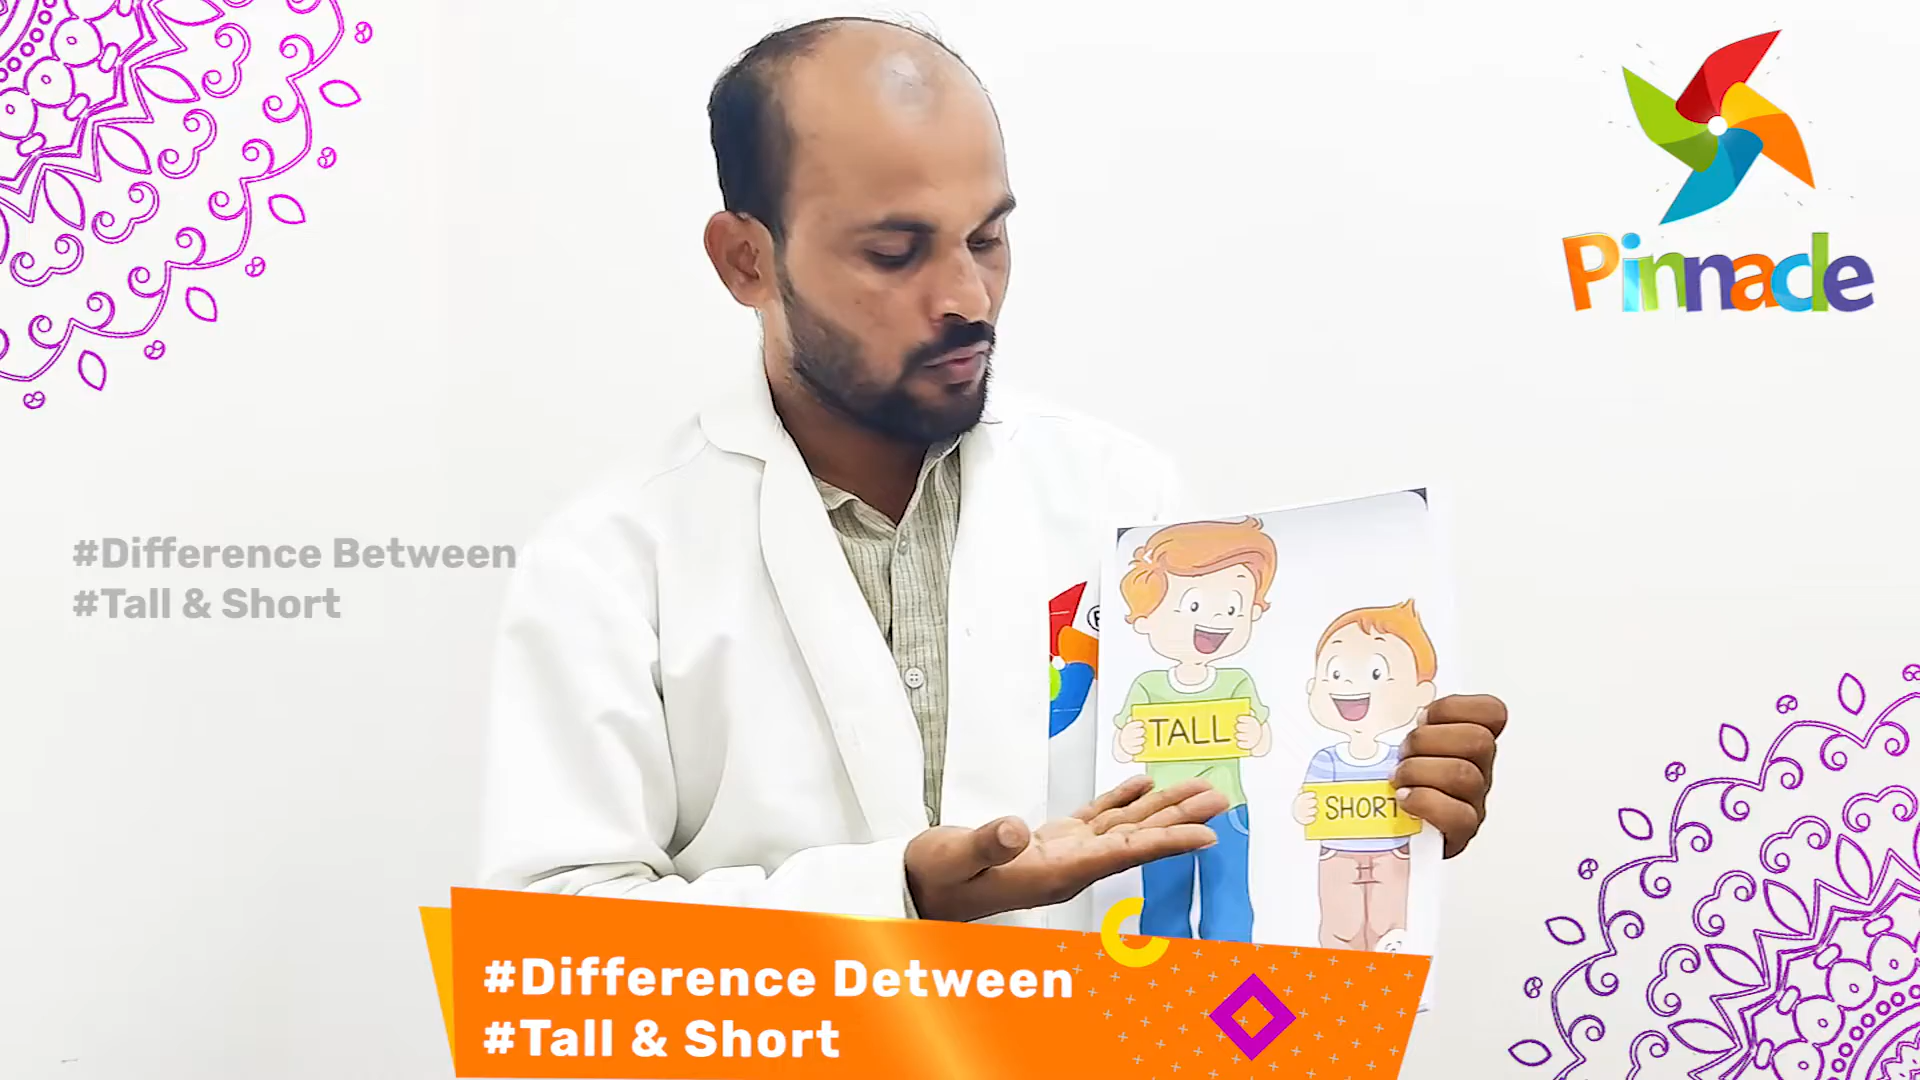 Pinnacle
#Difference Between
#Tall & Short
TALL
SHORT
#Difference Detween
#Tall & Short